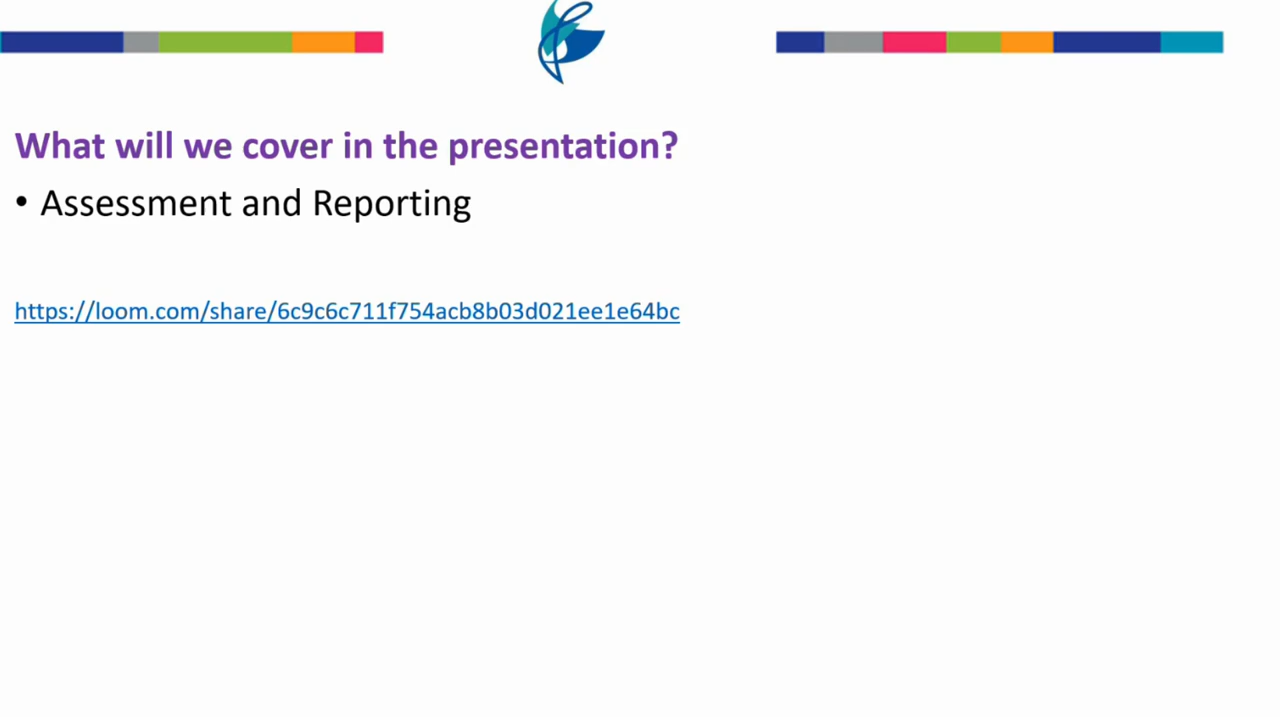 What will we cover in the presentation?
• Assessment and Reporting
https://loom.com/share/6c9c6c711f754acb8b03d021ee1e64bc